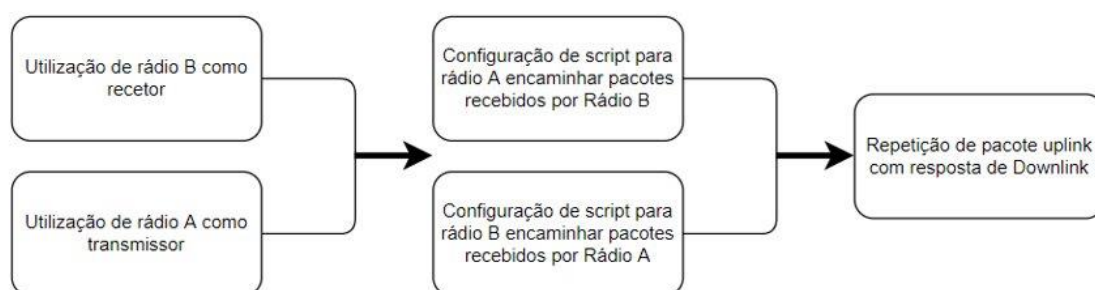 Utilização de rádio B como
recetor
Utilização de rádio A como
transmissor
Configuração de script para
rádio A encaminhar pacotes
recebidos por Rádio B
Configuração de script para
rádio B encaminhar pacotes
recebidos por Rádio A
Repetição de pacote uplink
com resposta de Downlink